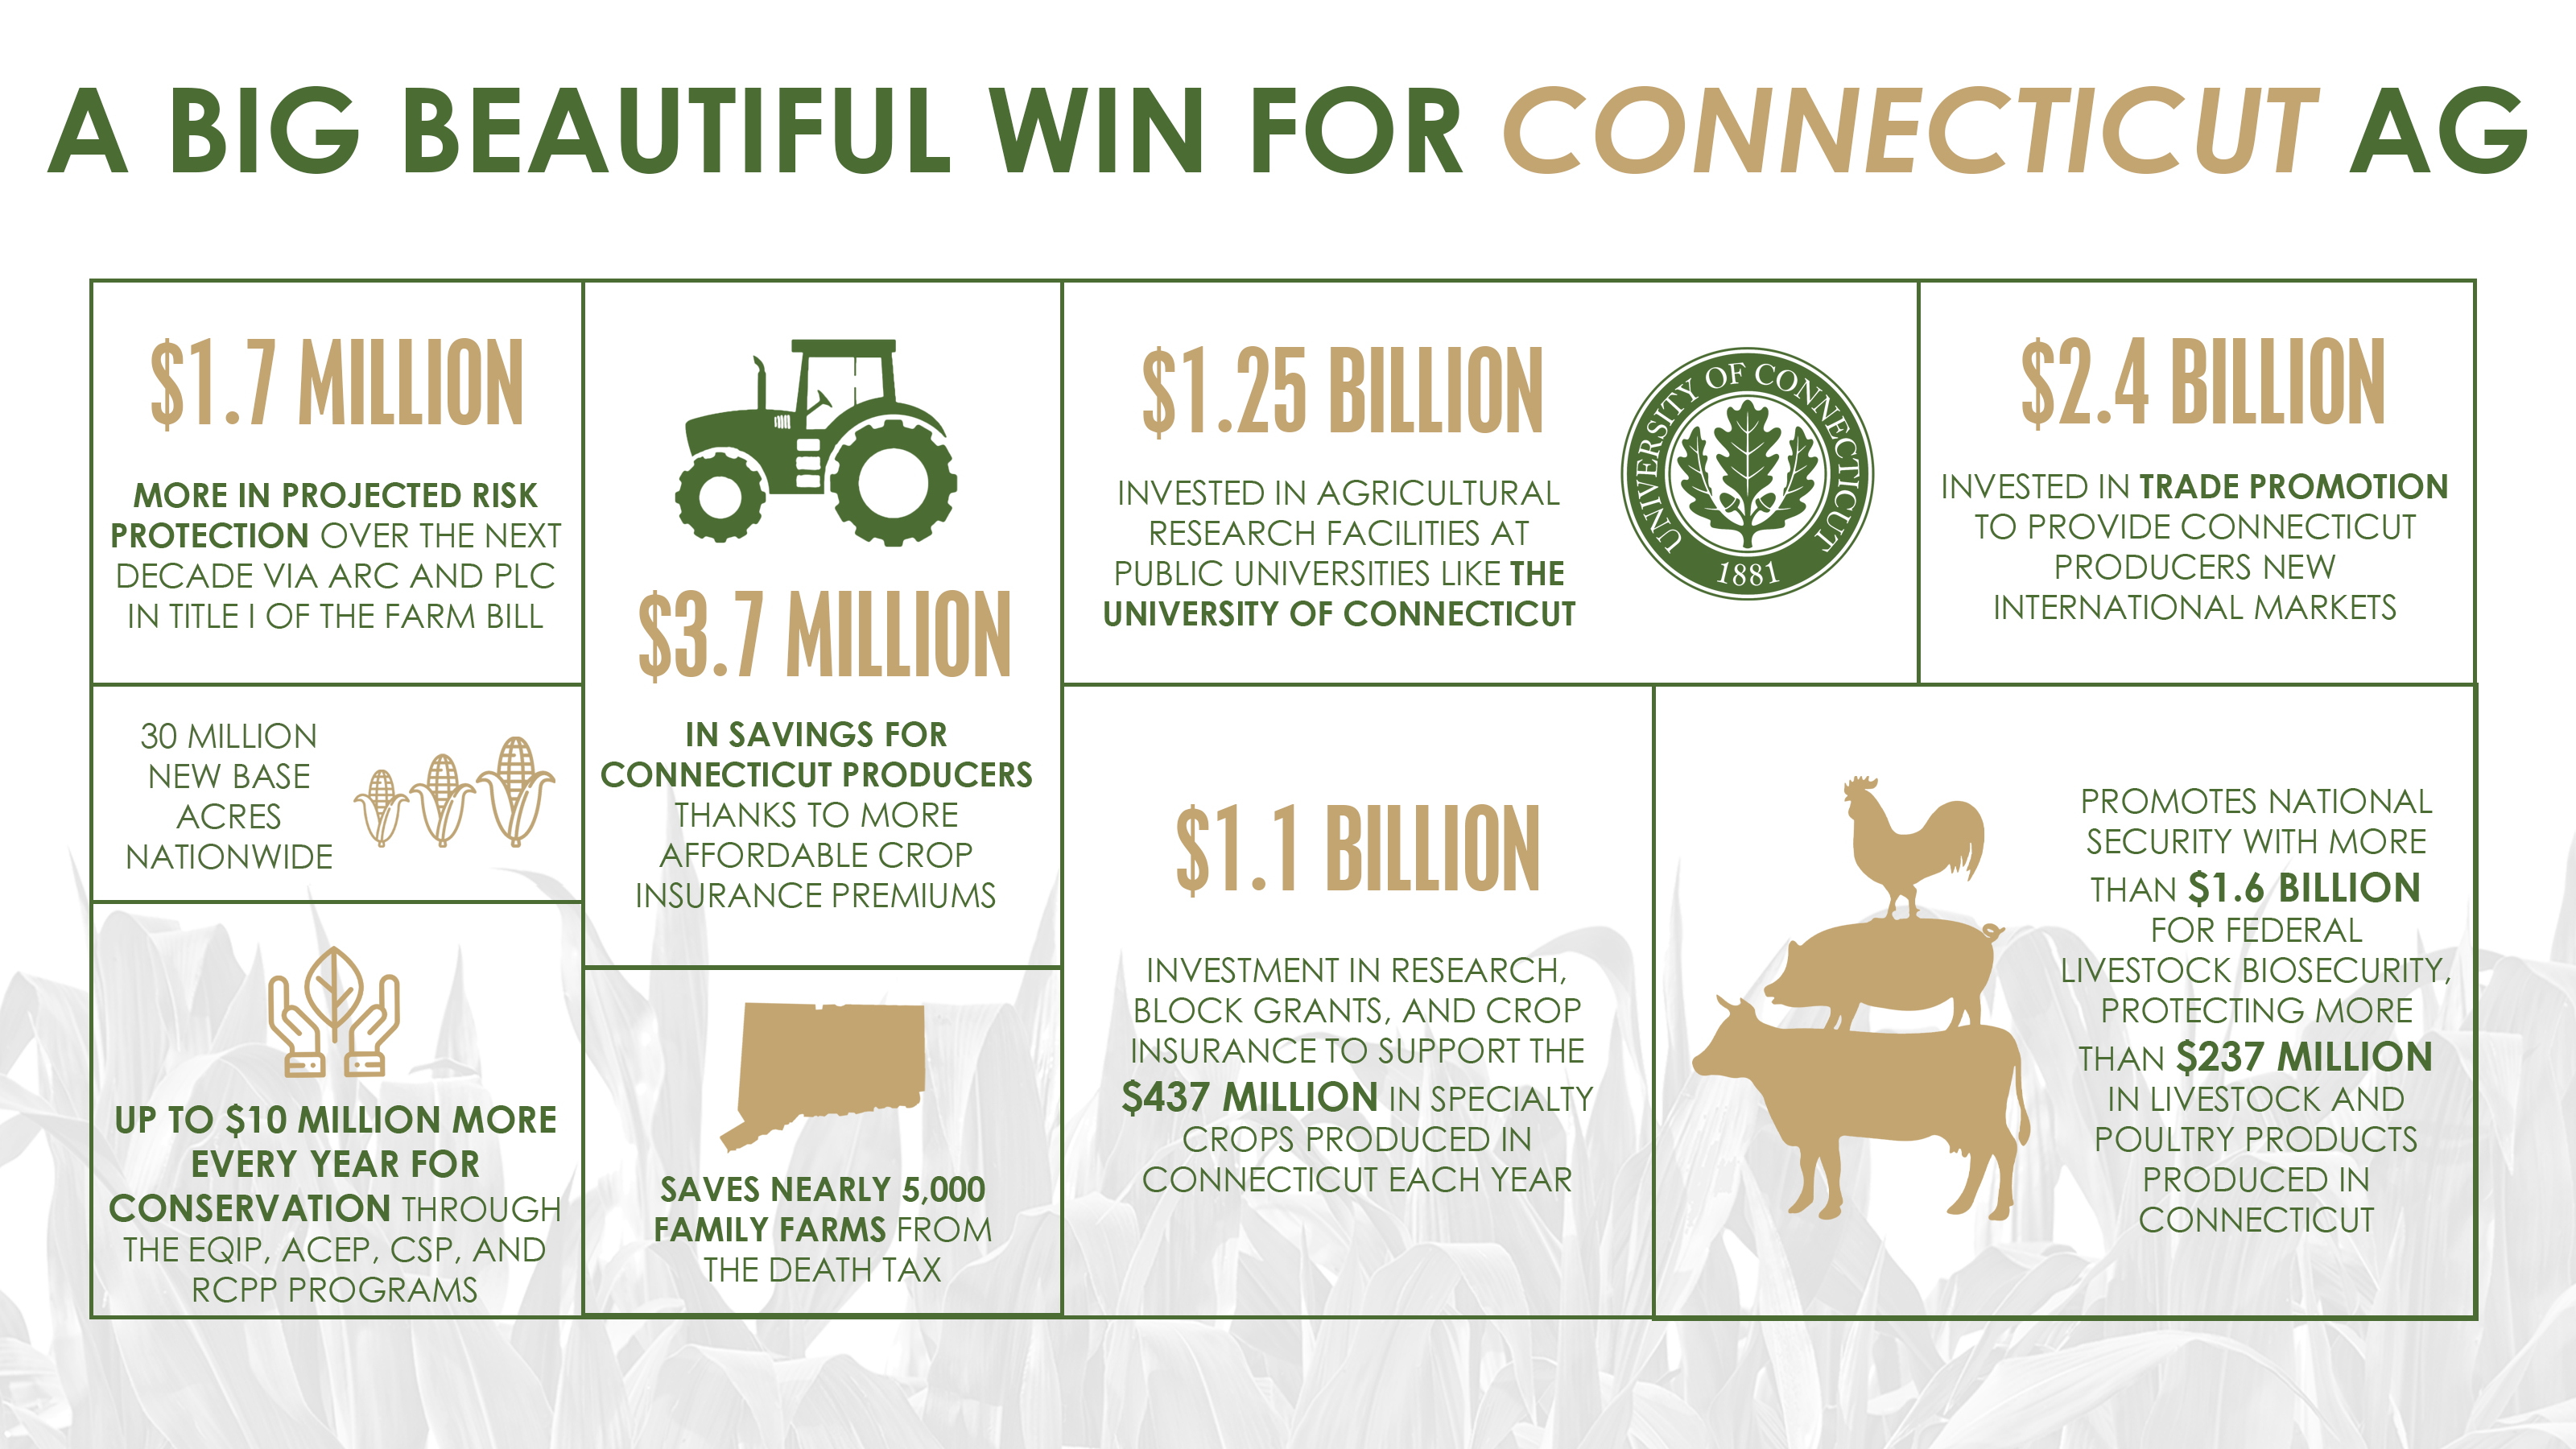 A BIG BEAUTIFUL WIN FOR CONNECTICUT AG
$1.7 MILLION
MORE IN PROJECTED RISK
PROTECTION OVER THE NEXT
DECADE VIA ARC AND PLC
IN TITLE I OF THE FARM BILL
30 MILLION
NEW BASE
ACRES
NATIONWIDE
UP TO $10 MILLION MORE
EVERY YEAR FOR
CONSERVATION THROUGH
THE EQIP, ACEP, CSP, AND
RCPP PROGRAMS
$3.7 MILLION
IN SAVINGS FOR
CONNECTICUT PRODUCERS
THANKS TO MORE
AFFORDABLE CROP
INSURANCE PREMIUMS
SAVES NEARLY 5,000
FAMILY FARMS FROM
THE DEATH TAX
$1.25 BILLION
INVESTED IN AGRICULTURAL
RESEARCH FACILITIES AT
PUBLIC UNIVERSITIES LIKE THE
UNIVERSITY OF CONNECTICUT
UNIVERSITY OF CONNECTICUT
1881
$2.4 BILLION
INVESTED IN TRADE PROMOTION
TO PROVIDE CONNECTICUT
PRODUCERS NEW
INTERNATIONAL MARKETS
$1.1 BILLION
INVESTMENT IN RESEARCH,
BLOCK GRANTS, AND CROP
INSURANCE TO SUPPORT THE
$437 MILLION IN SPECIALTY
CROPS PRODUCED IN
CONNECTICUT EACH YEAR
PROMOTES NATIONAL
SECURITY WITH MORE
THAN $1.6 BILLION
FOR FEDERAL
LIVESTOCK BIOSECURITY,
PROTECTING MORE
THAN $237 MILLION
IN LIVESTOCK AND
POULTRY PRODUCTS
PRODUCED IN
CONNECTICUT